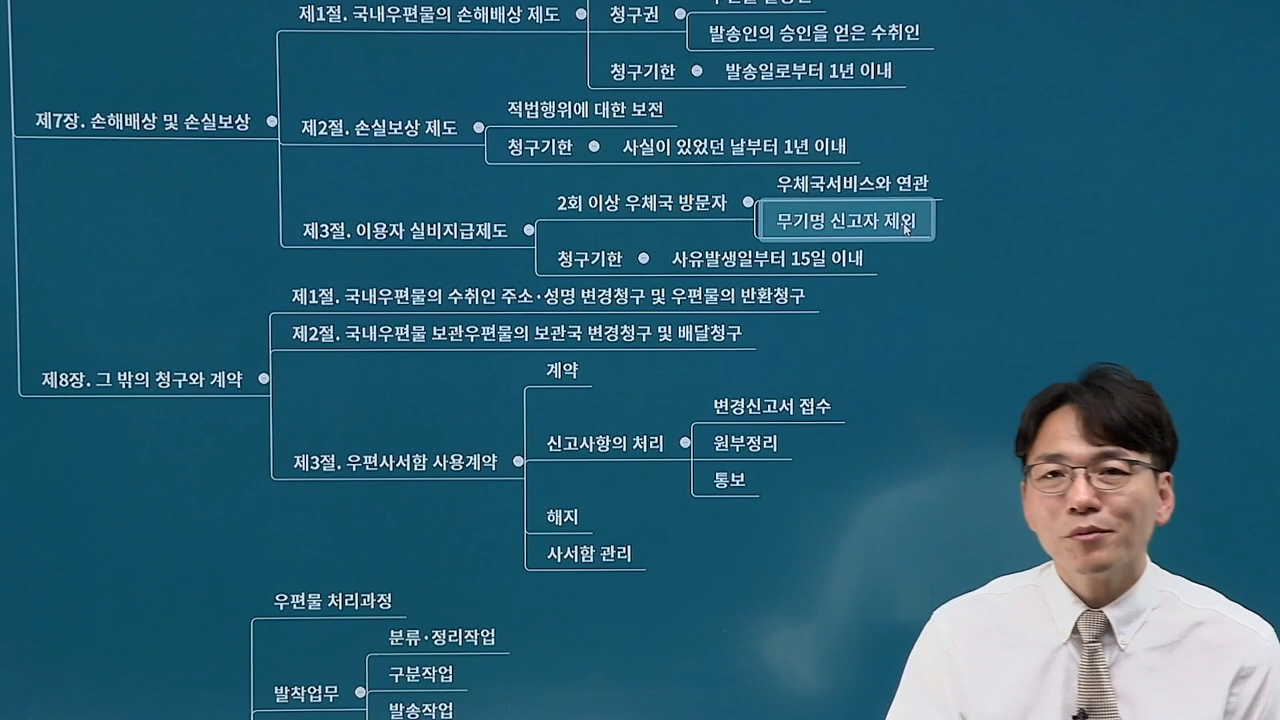 제1절. 국내우편물의 손해배상 제도
청구권
발송인의 승인을 얻은 수취인
청구기한
발송일로부터 1년 이내
제7장. 손해배상 및 손실보상
제2절. 손실보상 제도
적법행위에 대한 보전
청구기한
사실이 있었던 날부터 1년 이내
제3절. 이용자 실비지급제도
2회 이상 우체국 방문자
우체국서비스와 연관
무기명 신고자 제외
청구기한
사유발생일부터 15일 이내
제8장. 그 밖의 청구와 계약
제1절. 국내우편물의 수취인 주소·성명 변경청구 및 우편물의 반환청구
제2절. 국내우편물 보관우편물의 보관국 변경청구 및 배달청구
제3절. 우편사서함 사용계약
계약
신고사항의 처리
변경신고서 접수
원부정리
통보
해지
사서함 관리
우편물 처리과정
발착업무
분류·정리작업
구분작업
발송작업